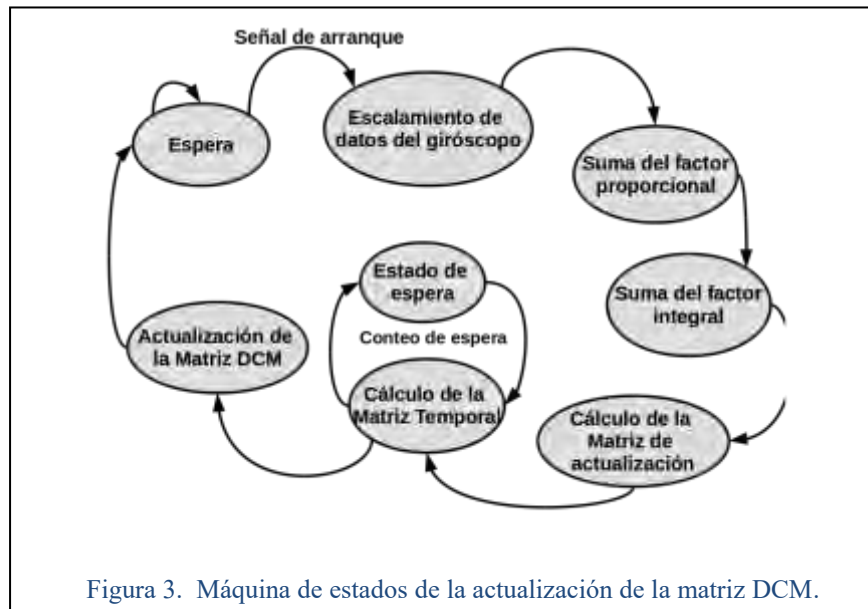 Señal de arranque
Escalamiento de
datos del giróscopo
Espera
Suma del factor
proporcional
Estado de
espera
Suma del factor
integral
Conteo de espera
Actualización de
la Matriz DCM
Cálculo de la
Matriz Temporal
Cálculo de la
Matriz de
actualización
Figura 3. Máquina de estados de la actualización de la matriz DCM.